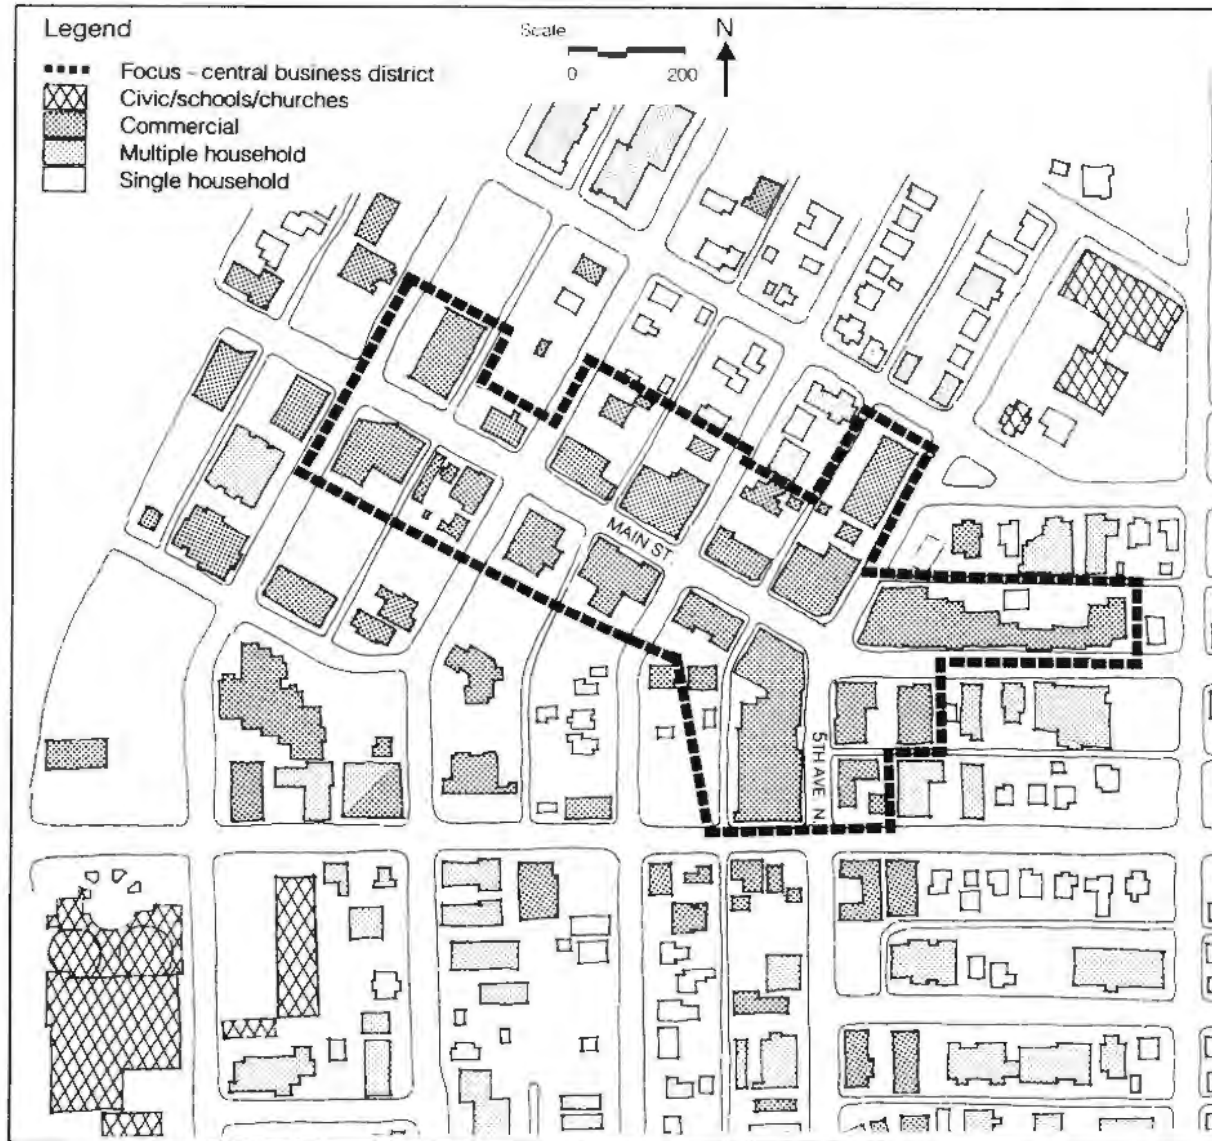 Legend
Focus - central business district
Civic/schools/churches
Commercial
Multiple household
Single household
Scale
0 200
N
MAIN ST.
5TH AVE. N.